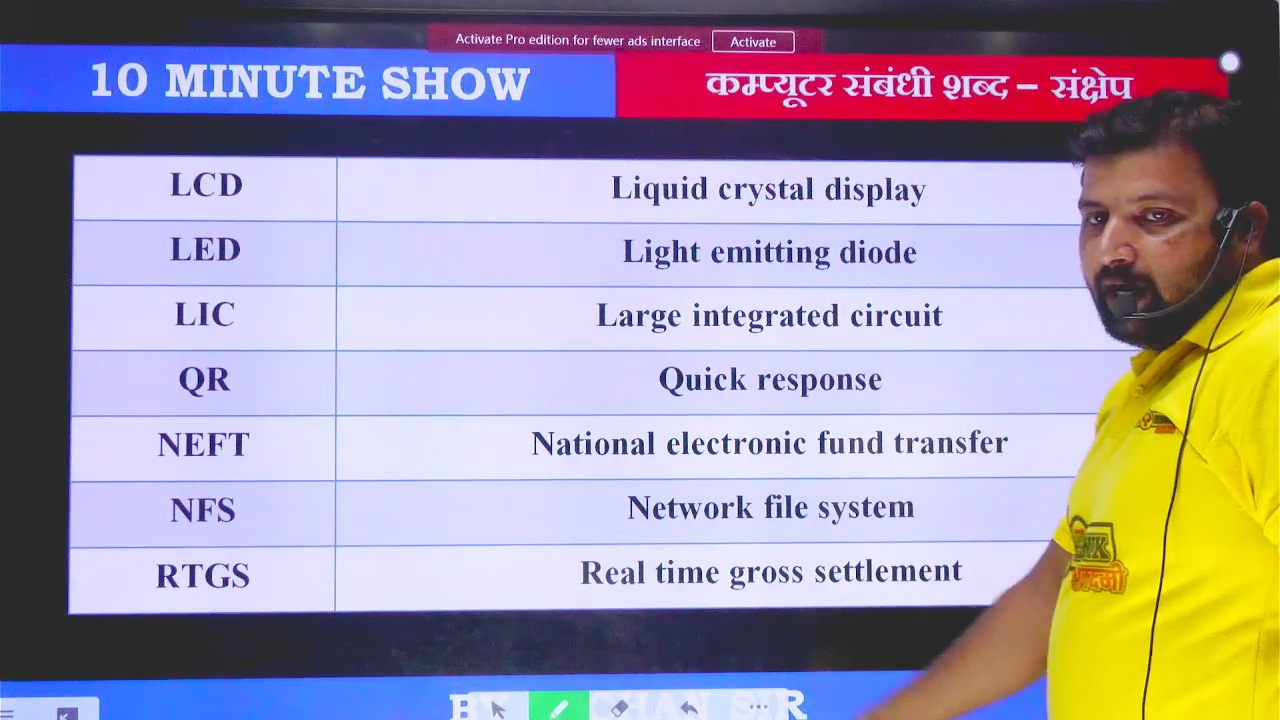 Activate Pro edition for fewer ads interface Activate
10 MINUTE SHOW
कम्प्यूटर संबंधी शब्द – संक्षेप
LCD Liquid crystal display
LED Light emitting diode
LIC Large integrated circuit
QR Quick response
NEFT National electronic fund transfer
NFS Network file system
RTGS Real time gross settlement
SIR